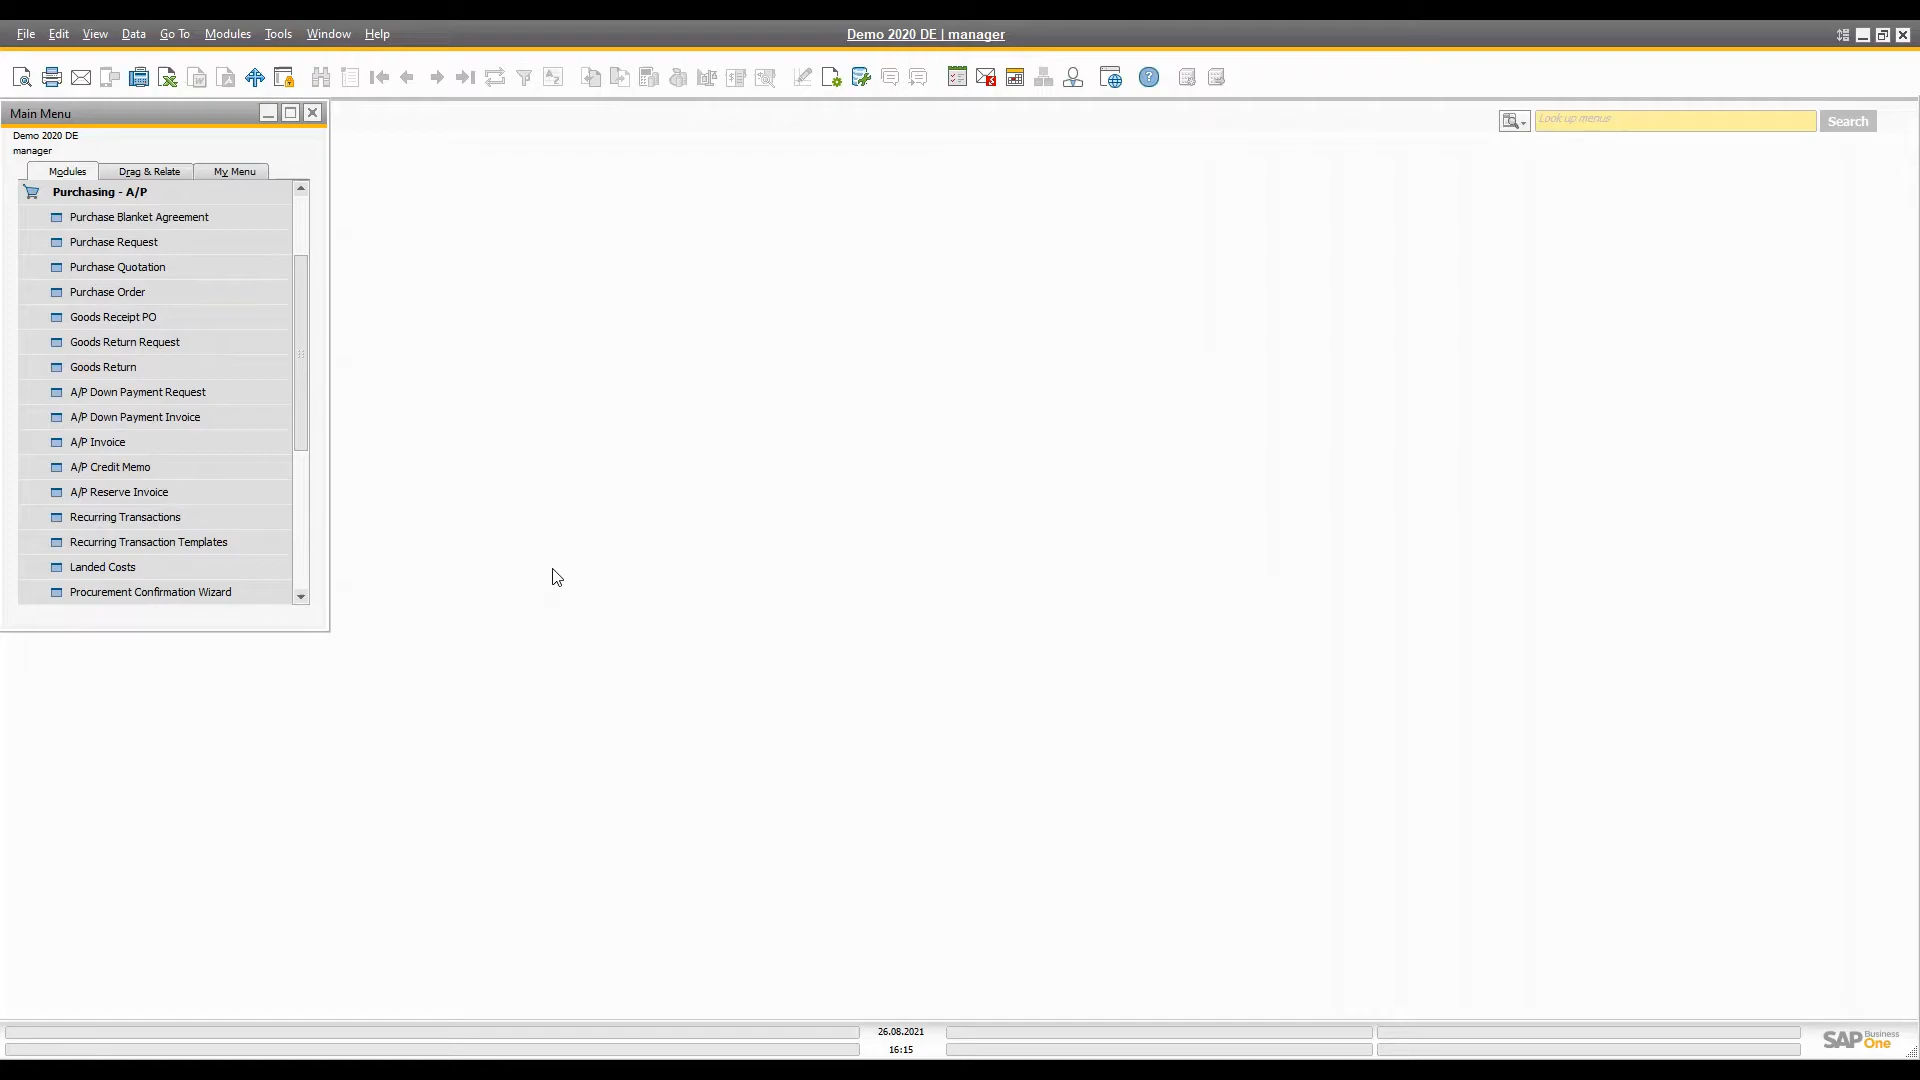 File Edit View Data Go To Modules Tools Window Help
Demo 2020 DE | manager
Main Menu
Look up menus
Search
Demo 2020 DE
manager
Modules Drag & Relate My Menu
Purchasing - A/P
Purchase Blanket Agreement
Purchase Request
Purchase Quotation
Purchase Order
Goods Receipt PO
Goods Return Request
Goods Return
A/P Down Payment Request
A/P Down Payment Invoice
A/P Invoice
A/P Credit Memo
A/P Reserve Invoice
Recurring Transactions
Recurring Transaction Templates
Landed Costs
Procurement Confirmation Wizard
26.08.2021
16:15
SAP Business One